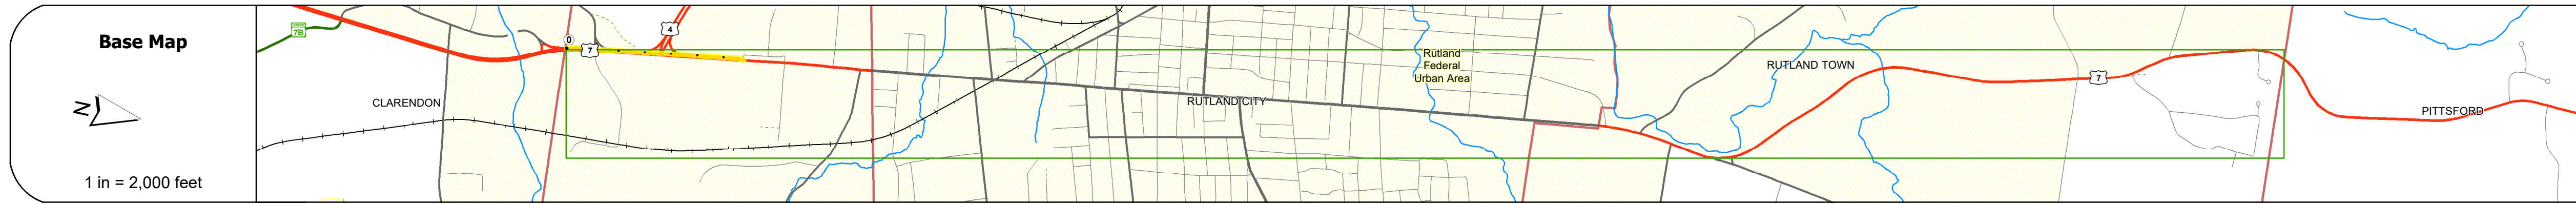 Base Map
N
1 in = 2,000 feet
7B
0
7
4
CLARENDON
RUTLAND CITY
Rutland
Federal
Urban Area
RUTLAND TOWN
7
PITTSFORD